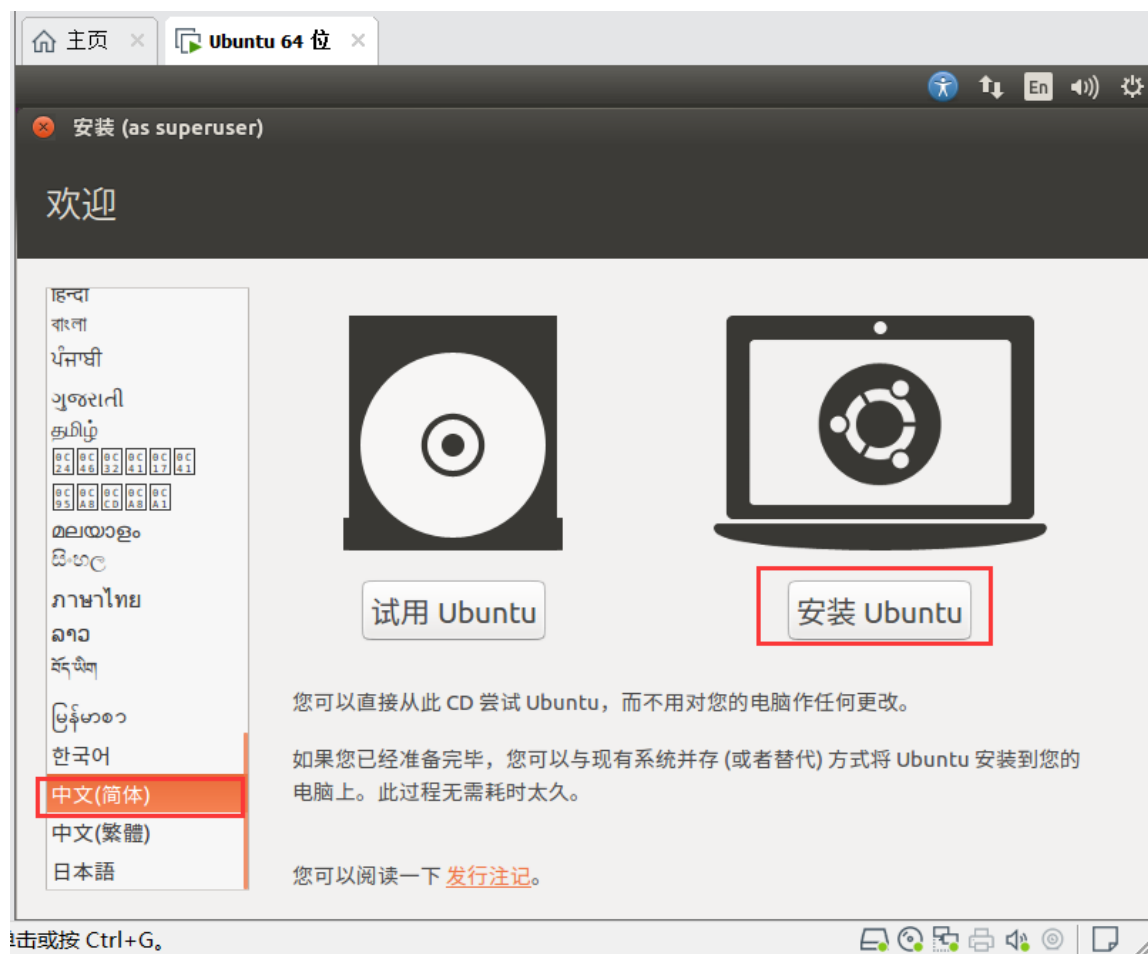 主页
Ubuntu 64 位
En
安装 (as superuser)
欢迎
हिन्दी
বাংলা
ਪੰਜਾਬੀ
ગુજરાતી
தமிழ்
മലയാളം
සිංහල
ภาษาไทย
ລາວ
རྫོང་ཁ
မြန်မာစာ
한국어
中文(简体)
中文(繁體)
日本語
试用 Ubuntu
安装 Ubuntu
您可以直接从此 CD 尝试 Ubuntu，而不用对您的电脑作任何更改。
如果您已经准备完毕，您可以与现有系统并存 (或者替代) 方式将 Ubuntu 安装到您的
电脑上。此过程无需耗时太久。
您可以阅读一下 发行注记。
击或按 Ctrl+G。